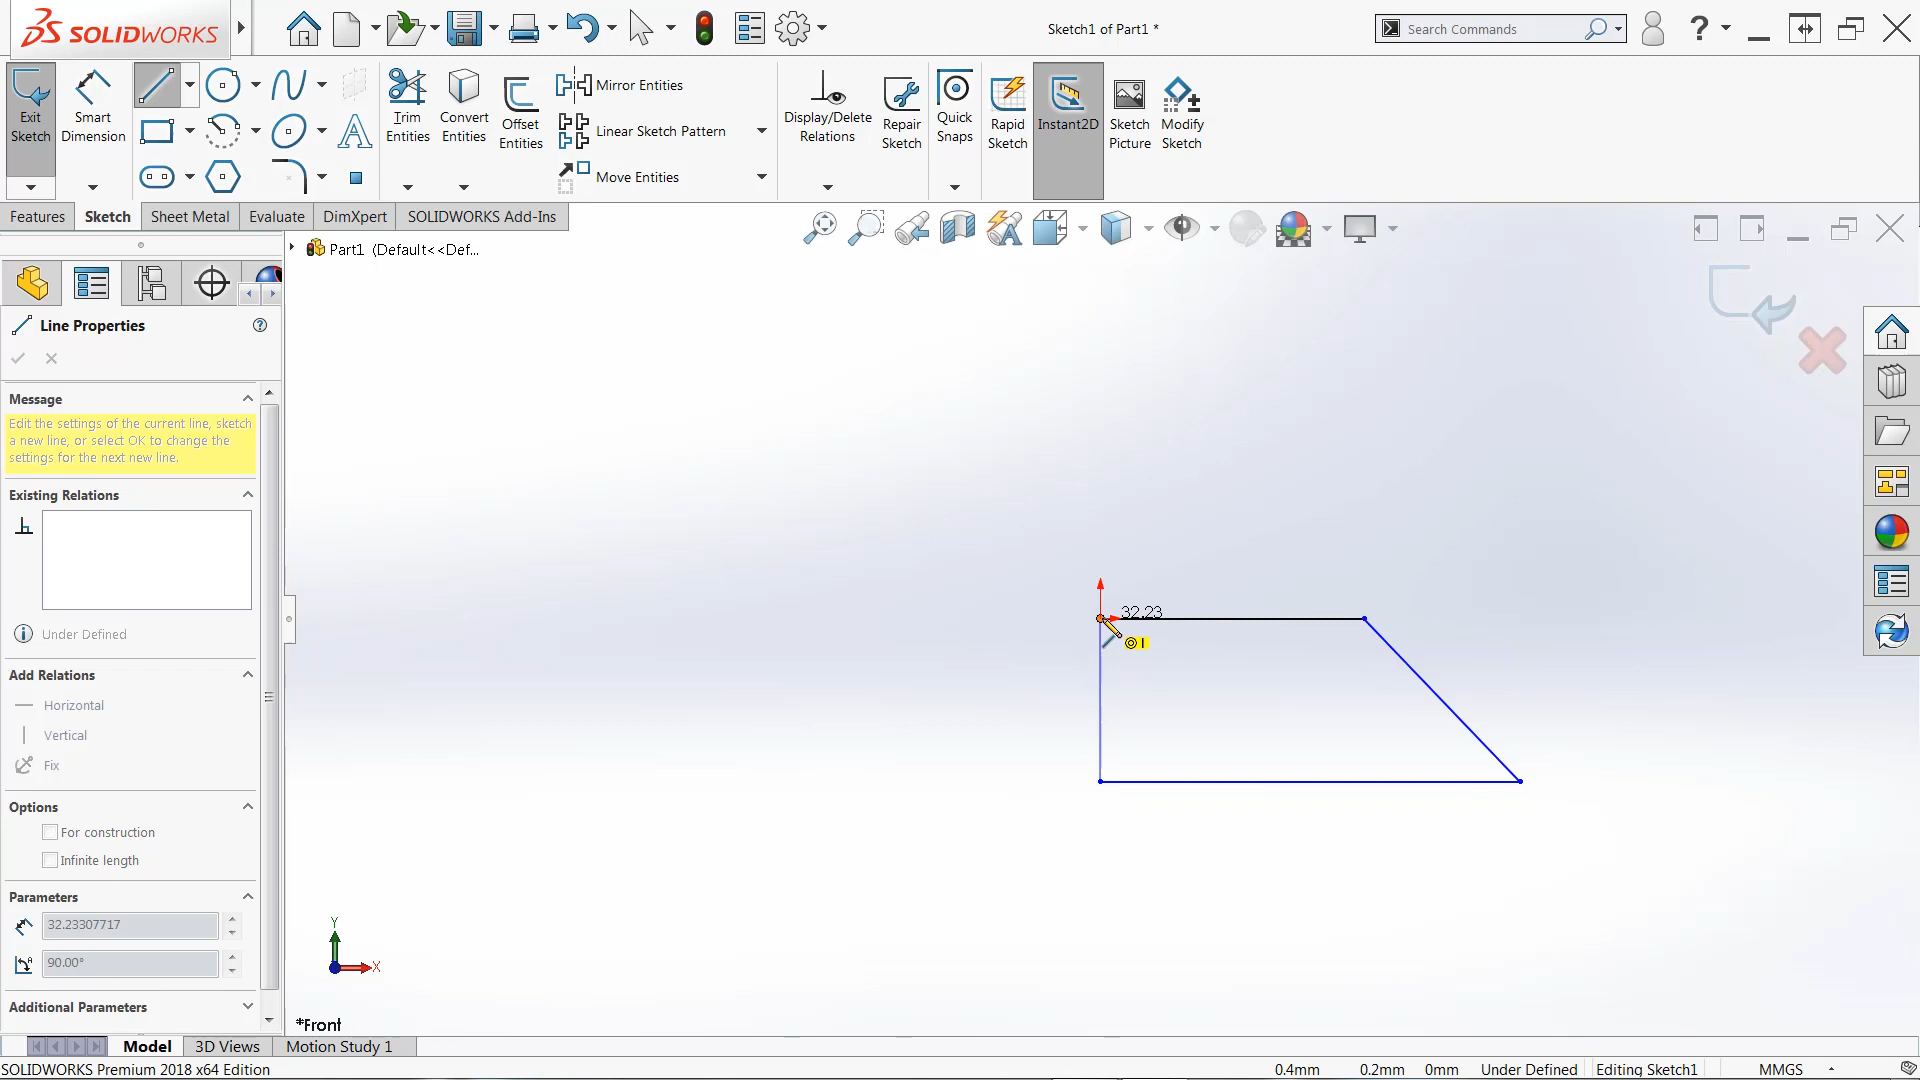 SOLIDWORKS
Sketch1 of Part1 *
Search Commands
?
Exit Sketch
Smart Dimension
Trim Entities
Convert Entities
Offset Entities
Mirror Entities
Linear Sketch Pattern
Move Entities
Display/Delete Relations
Repair Sketch
Quick Snaps
Rapid Sketch
Instant2D
Sketch Picture
Modify Sketch
Features
Sketch
Sheet Metal
Evaluate
DimXpert
SOLIDWORKS Add-Ins
Part1 (Default<<Def...
Line Properties
?
Message
Edit the settings of the current line, sketch
a new line, or select OK to change the
settings for the next new line.
Existing Relations
Under Defined
Add Relations
Horizontal
Vertical
Fix
Options
For construction
Infinite length
Parameters
32.23307717
90.00°
Additional Parameters
32.23
Y
X
*Front
Model
3D Views
Motion Study 1
SOLIDWORKS Premium 2018 x64 Edition
0.4mm
0.2mm
0mm
Under Defined
Editing Sketch1
MMGS